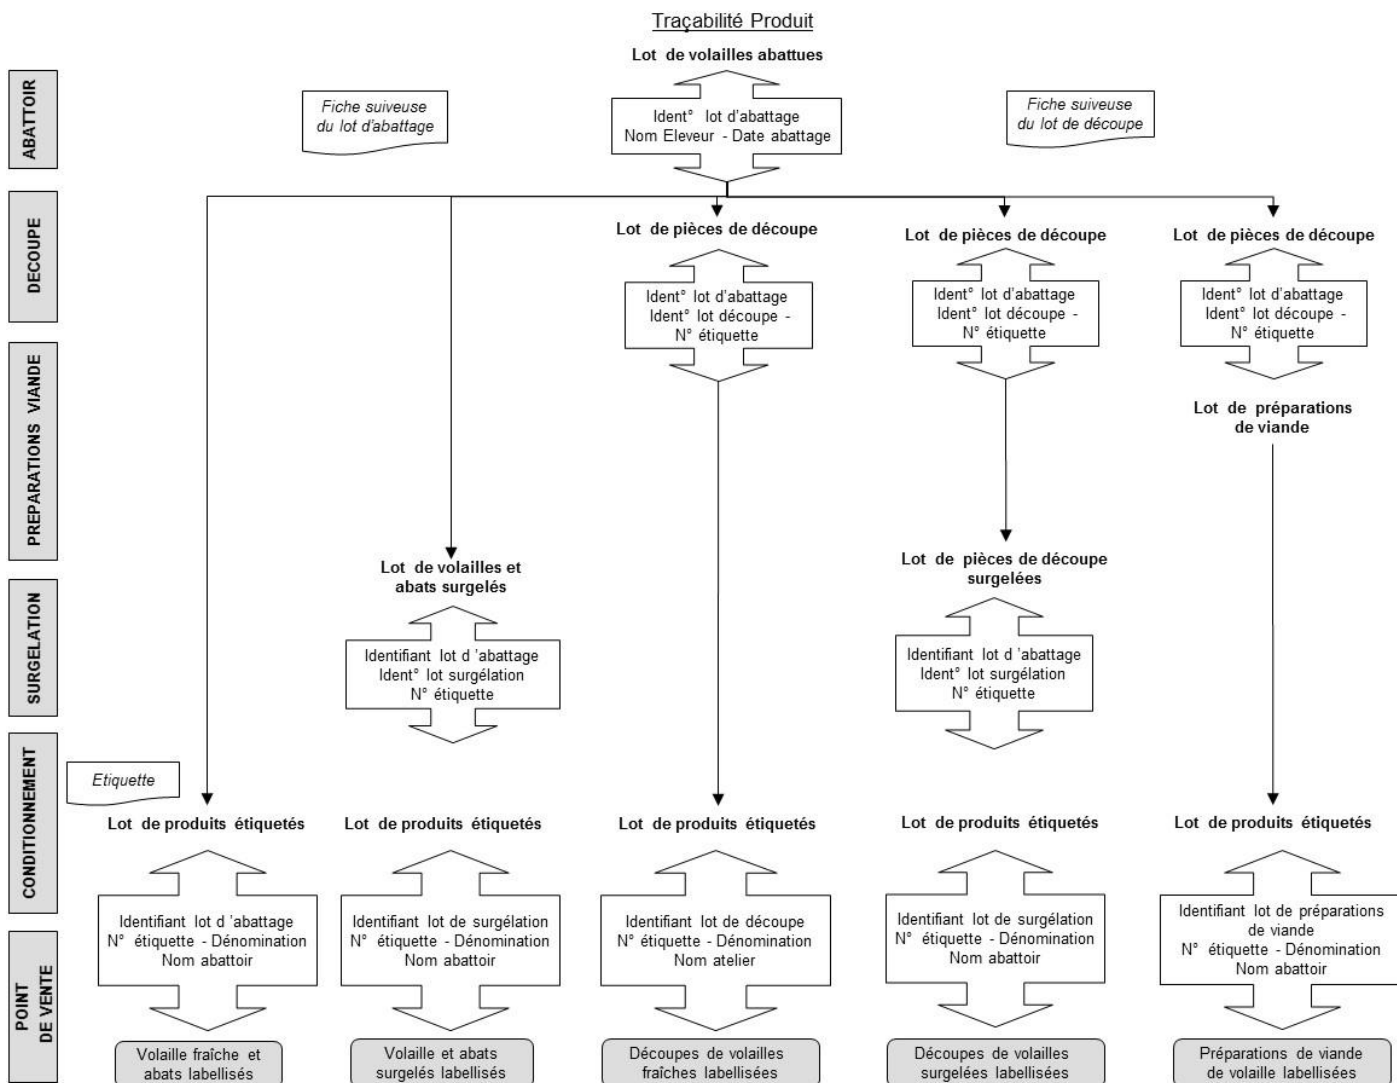 Traçabilité Produit
Lot de volailles abattues
ABATTOIR
Fiche suiveuse
du lot d'abattage
Ident° lot d'abattage
Nom Eleveur - Date abattage
Fiche suiveuse
du lot de découpe
DECOUPE
Lot de pièces de découpe
Lot de pièces de découpe
Lot de pièces de découpe
Ident° lot d'abattage
Ident° lot découpe -
N° étiquette
Ident° lot d'abattage
Ident° lot découpe -
N° étiquette
Ident° lot d'abattage
Ident° lot découpe -
N° étiquette
PREPARATIONS VIANDE
Lot de préparations
de viande
Lot de volailles et
abats surgelés
Lot de pièces de découpe
surgelées
SURGELATION
Identifiant lot d 'abattage
Ident° lot surgélation
N° étiquette
Identifiant lot d 'abattage
Ident° lot surgélation
N° étiquette
CONDITIONNEMENT
Etiquette
Lot de produits étiquetés
Lot de produits étiquetés
Lot de produits étiquetés
Lot de produits étiquetés
Lot de produits étiquetés
Identifiant lot d 'abattage
N° étiquette - Dénomination
Nom abattoir
Identifiant lot de surgélation
N° étiquette - Dénomination
Nom abattoir
Identifiant lot de découpe
N° étiquette - Dénomination
Nom atelier
Identifiant lot de surgélation
N° étiquette - Dénomination
Nom abattoir
Identifiant lot de préparations
de viande
N° étiquette - Dénomination
Nom abattoir
POINT
DE VENTE
Volaille fraîche et
abats labellisés
Volaille et abats
surgelés labellisés
Découpes de volailles
fraîches labellisées
Découpes de volailles
surgelées labellisées
Préparations de viande
de volaille labellisées